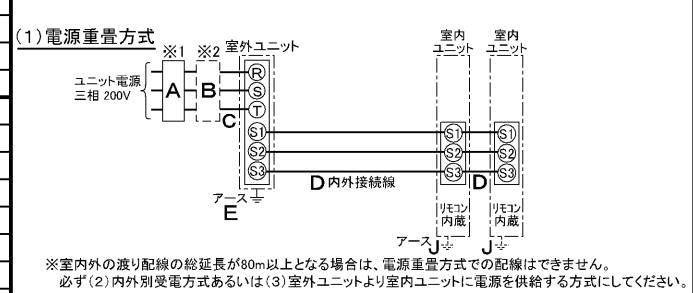 (1)電源重畳方式
※1 ※2 室外ユニット 室内ユニット 室内ユニット
ユニット電源
三相 200V
A B
R
S
T
C
S1 S1 S1
S2 S2 S2
S3 S3 S3
D 内外接続線 D
アース
E
リモコン内蔵 リモコン内蔵
アース J J
※室内外の渡り配線の総延長が80m以上となる場合は、電源重畳方式での配線はできません。
必ず(2)内外別受電方式あるいは(3)室外ユニットより室内ユニットに電源を供給する方式にしてください。